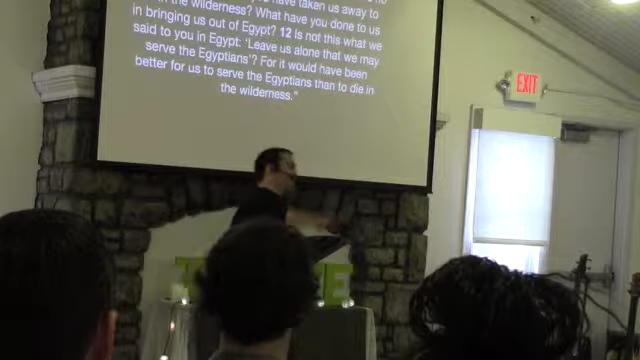 have taken us away to
the wilderness? What have you done to us
in bringing us out of Egypt? 12 Is not this what we
said to you in Egypt: 'Leave us alone that we may
serve the Egyptians'? For it would have been
better for us to serve the Egyptians than to die in
the wilderness."
EXIT